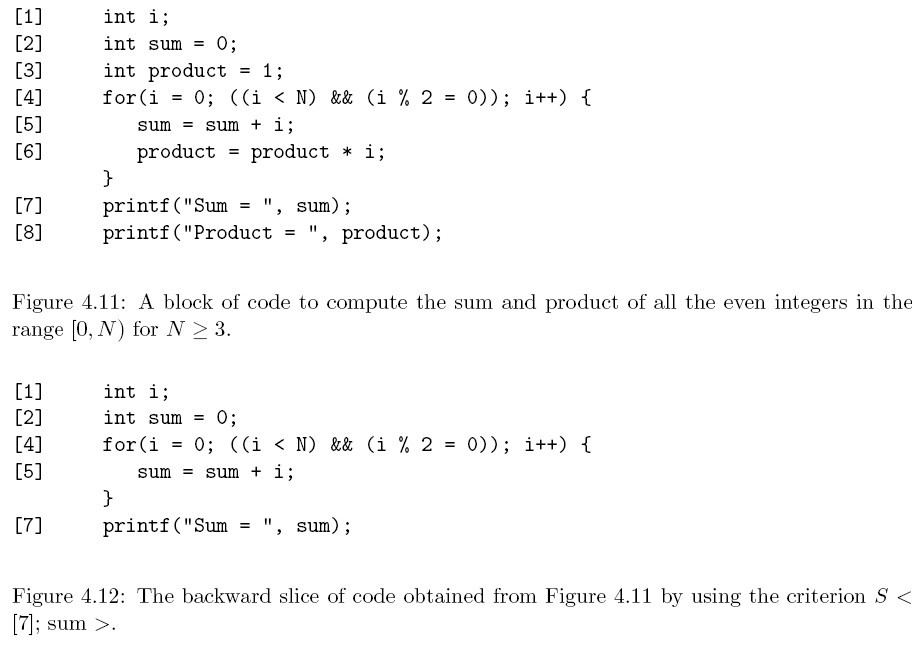 [1] int i;
[2] int sum = 0;
[3] int product = 1;
[4] for(i = 0; ((i < N) && (i % 2 = 0)); i++) {
[5] sum = sum + i;
[6] product = product * i;
}
[7] printf("Sum = ", sum);
[8] printf("Product = ", product);
Figure 4.11: A block of code to compute the sum and product of all the even integers in the
range [0, N) for N ≥ 3.
[1] int i;
[2] int sum = 0;
[4] for(i = 0; ((i < N) && (i % 2 = 0)); i++) {
[5] sum = sum + i;
}
[7] printf("Sum = ", sum);
Figure 4.12: The backward slice of code obtained from Figure 4.11 by using the criterion S <
[7]; sum >.